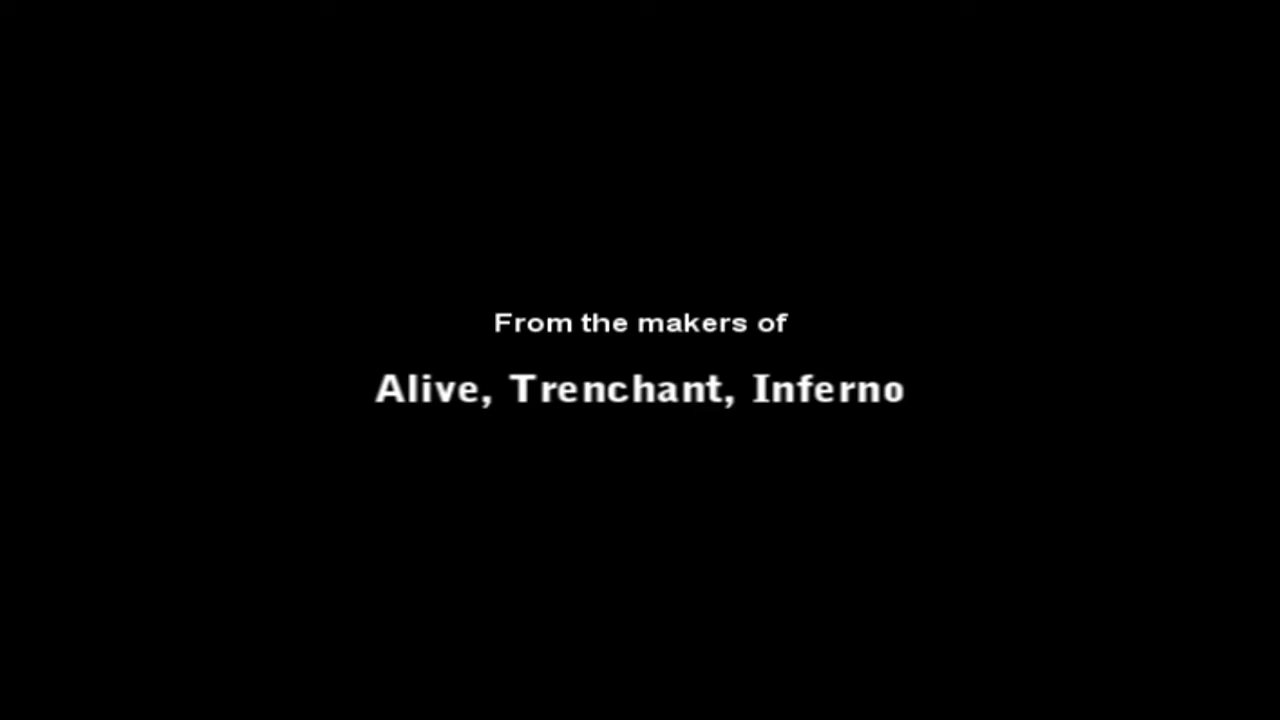 From the makers of
Alive, Trenchant, Inferno